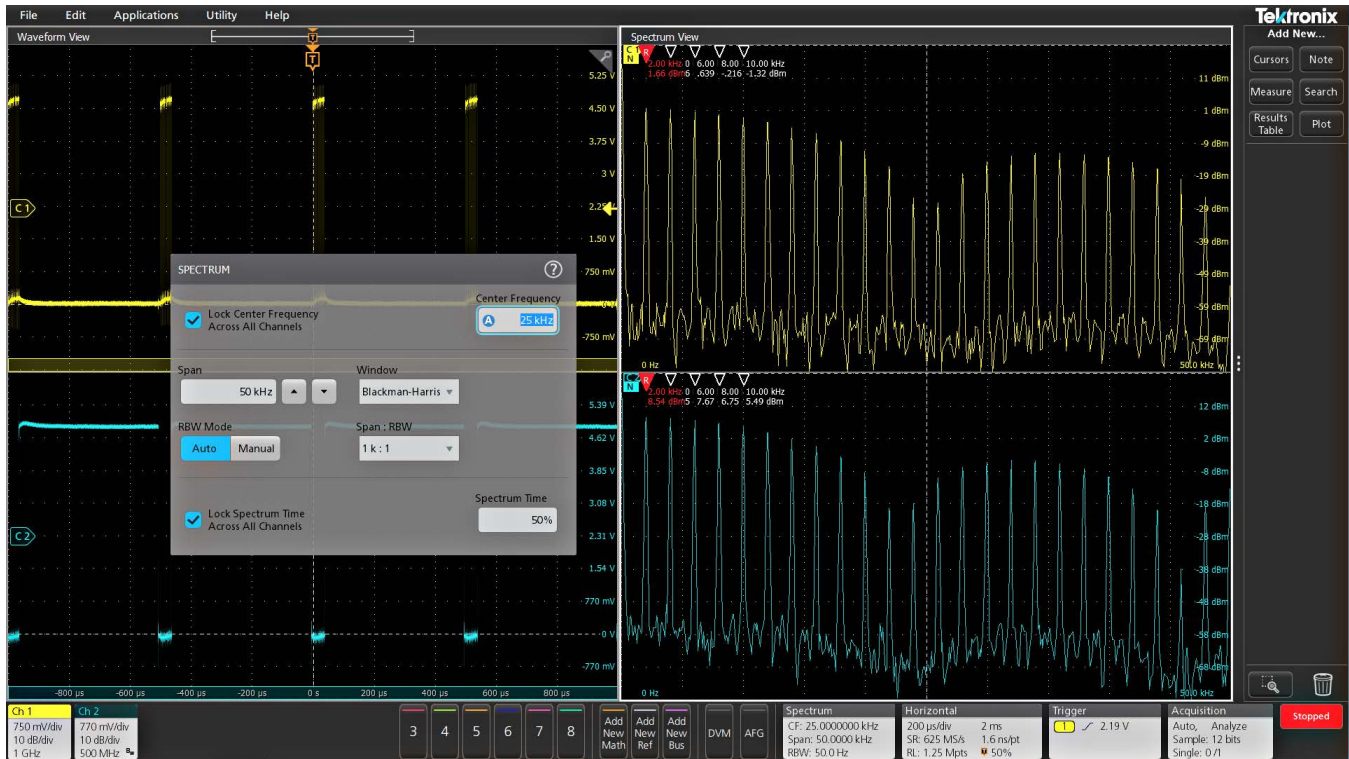 File Edit Applications Utility Help
Tektronix
Waveform View
T
T
5.25 V
4.50 V
3.75 V
3 V
C1
1.50 V
750 mV
-750 mV
5.39 V
4.62 V
3.85 V
3.08 V
C2
2.31 V
1.54 V
770 mV
0 V
-770 mV
-800 µs -600 µs -400 µs -200 µs 0 s 200 µs 400 µs 600 µs 800 µs
SPECTRUM ?
Center Frequency
Lock Center Frequency
Across All Channels
A 25 kHz
Span Window
50 kHz Blackman-Harris
RBW Mode Span : RBW
Auto Manual 1 k : 1
Spectrum Time
Lock Spectrum Time
Across All Channels
50%
Spectrum View
N R
2.00 kHz 0 6.00 8.00 10.00 kHz
1.66 dBm6 .639 -.216 -1.32 dBm
11 dBm
1 dBm
-9 dBm
-19 dBm
-29 dBm
-39 dBm
-49 dBm
-59 dBm
-69 dBm
0 Hz 50.0 kHz
N R
2.00 kHz 0 6.00 8.00 10.00 kHz
8.54 dBm5 7.67 6.75 5.49 dBm
12 dBm
2 dBm
-8 dBm
-18 dBm
-28 dBm
-38 dBm
-48 dBm
-58 dBm
-68 dBm
0 Hz 50.0 kHz
Add New...
Cursors Note
Measure Search
Results
Table
Plot
Ch 1
750 mV/div
10 dB/div
1 GHz
Ch 2
770 mV/div
10 dB/div
500 MHz
3 4 5 6 7 8
Add
New
Math
Add
New
Ref
Add
New
Bus
DVM AFG
Spectrum
CF: 25.0000000 kHz
Span: 50.0000 kHz
RBW: 50.0 Hz
Horizontal
200 µs/div 2 ms
SR: 625 MS/s 1.6 ns/pt
RL: 1.25 Mpts 50%
Trigger
1 2.19 V
Acquisition
Auto, Analyze
Sample: 12 bits
Single: 0 /1
Stopped